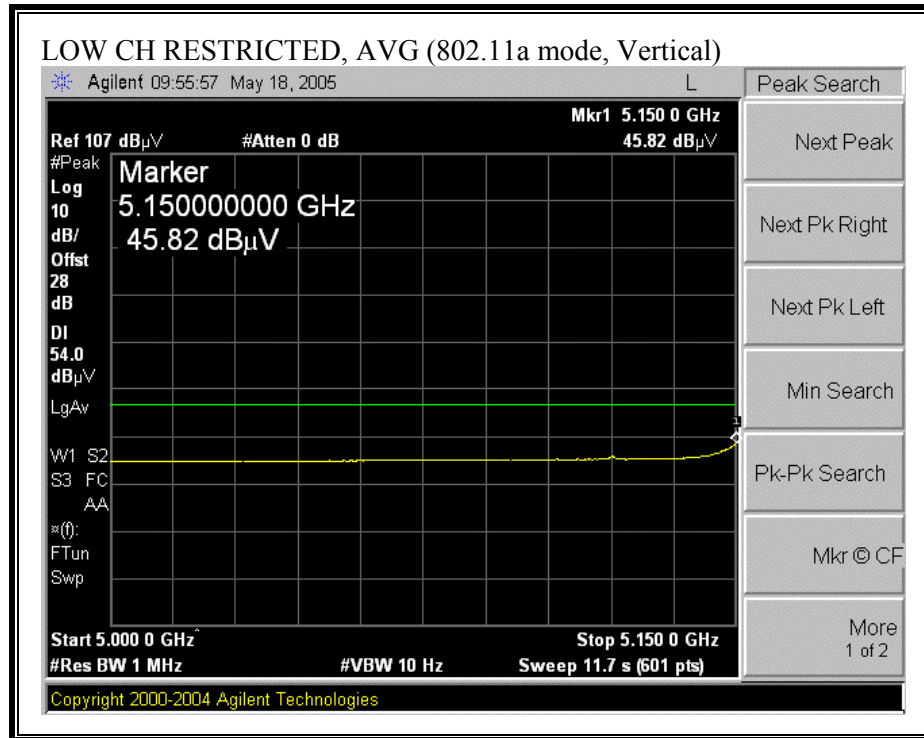 LOW CH RESTRICTED, AVG (802.11a mode, Vertical)
Agilent 09:55:57 May 18, 2005 L
Peak Search
Mkr1 5.150 0 GHz
Ref 107 dBµV #Atten 0 dB 45.82 dBµV
#Peak
Log
10
dB/
Offst
28
dB
DI
54.0
dBµV
LgAv
W1 S2
S3 FC
AA
¤(f):
FTun
Swp
Marker
5.150000000 GHz
45.82 dBµV
1
Start 5.000 0 GHz^ Stop 5.150 0 GHz
#Res BW 1 MHz #VBW 10 Hz Sweep 11.7 s (601 pts)
Copyright 2000-2004 Agilent Technologies
Next Peak
Next Pk Right
Next Pk Left
Min Search
Pk-Pk Search
Mkr © CF
More
1 of 2